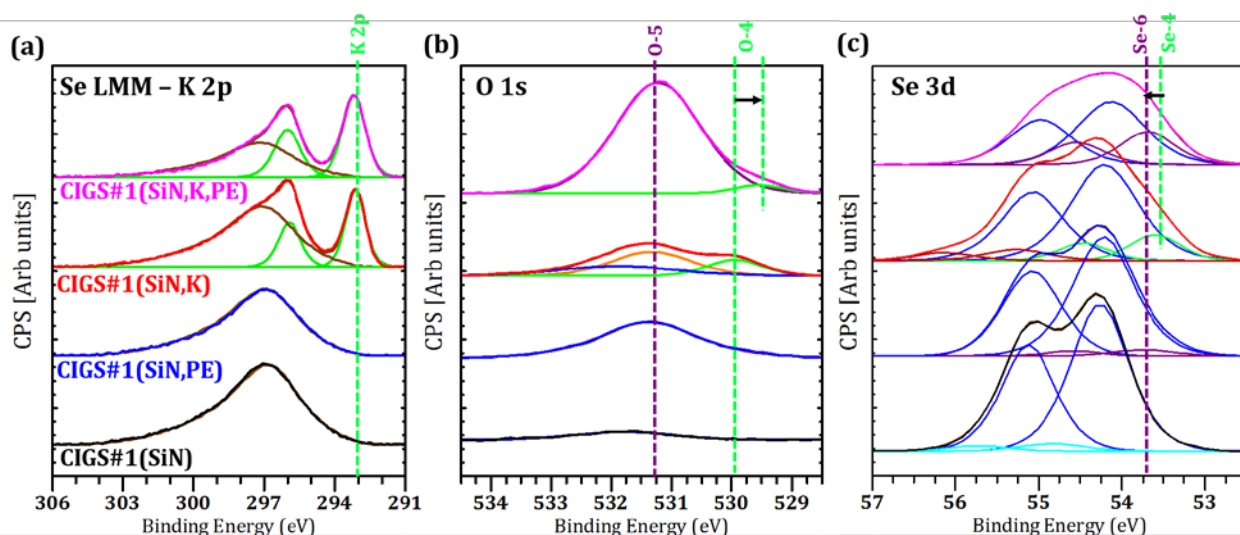 (a)
K 2p
Se LMM – K 2p
CIGS#1(SiN,K,PE)
CIGS#1(SiN,K)
CIGS#1(SiN,PE)
CIGS#1(SiN)
CPS [Arb units]
306 303 300 297 294 291
Binding Energy (eV)
(b)
O-5
O-4
O 1s
CPS [Arb units]
534 533 532 531 530 529
Binding Energy (eV)
(c)
Se-6
Se-4
Se 3d
CPS [Arb units]
57 56 55 54 53
Binding Energy (eV)